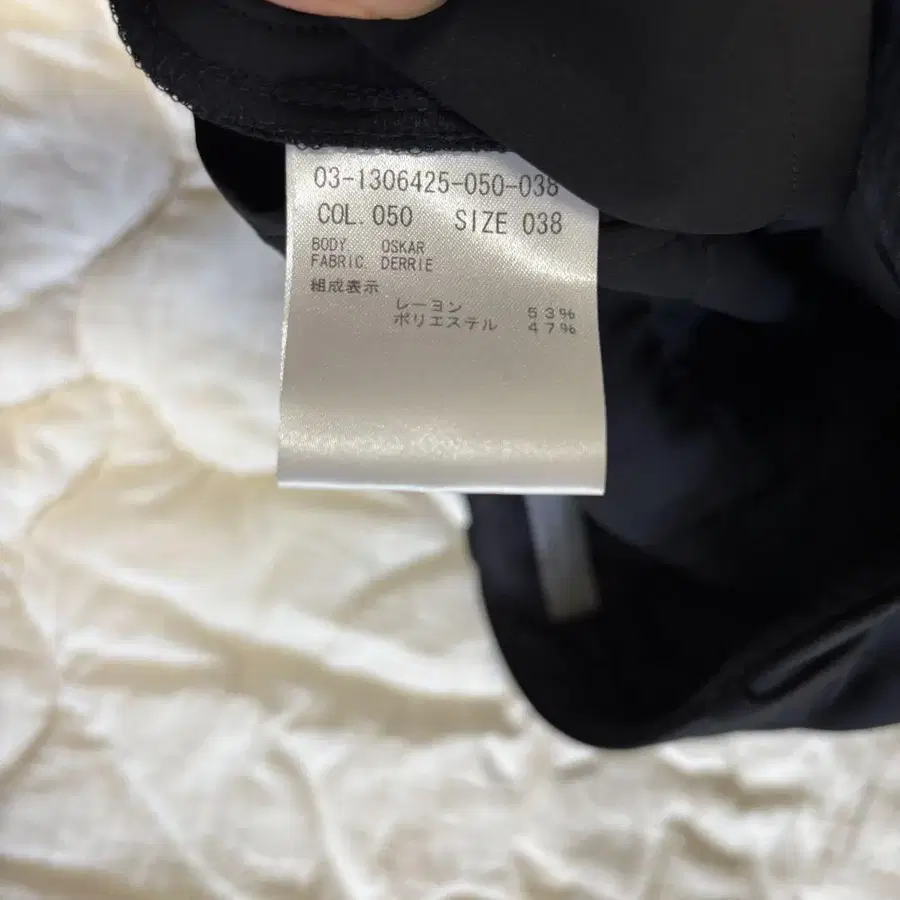 03-1306425-050-038
COL. 050 SIZE 038
BODY OSKAR
FABRIC. DERRIE
組成表示
レーヨン 53%
ポリエステル 47%